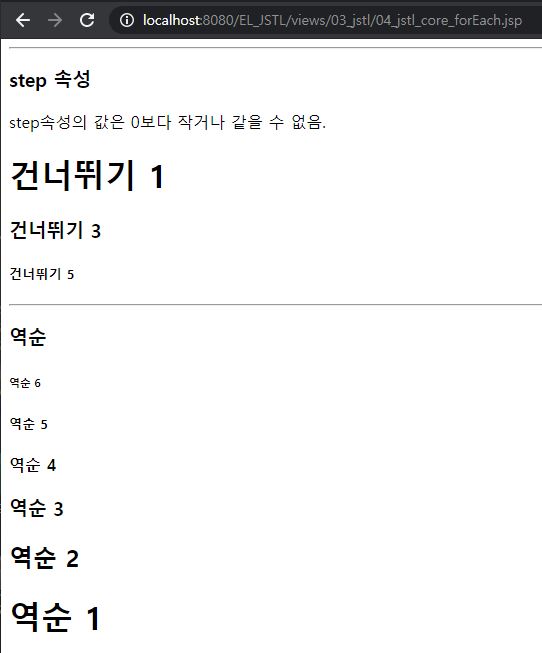 localhost:8080/EL_JSTL/views/03_jstl/04_jstl_core_forEach.jsp
step 속성
step속성의 값은 0보다 작거나 같을 수 없음.
건너뛰기 1
건너뛰기 3
건너뛰기 5
역순
역순 6
역순 5
역순 4
역순 3
역순 2
역순 1